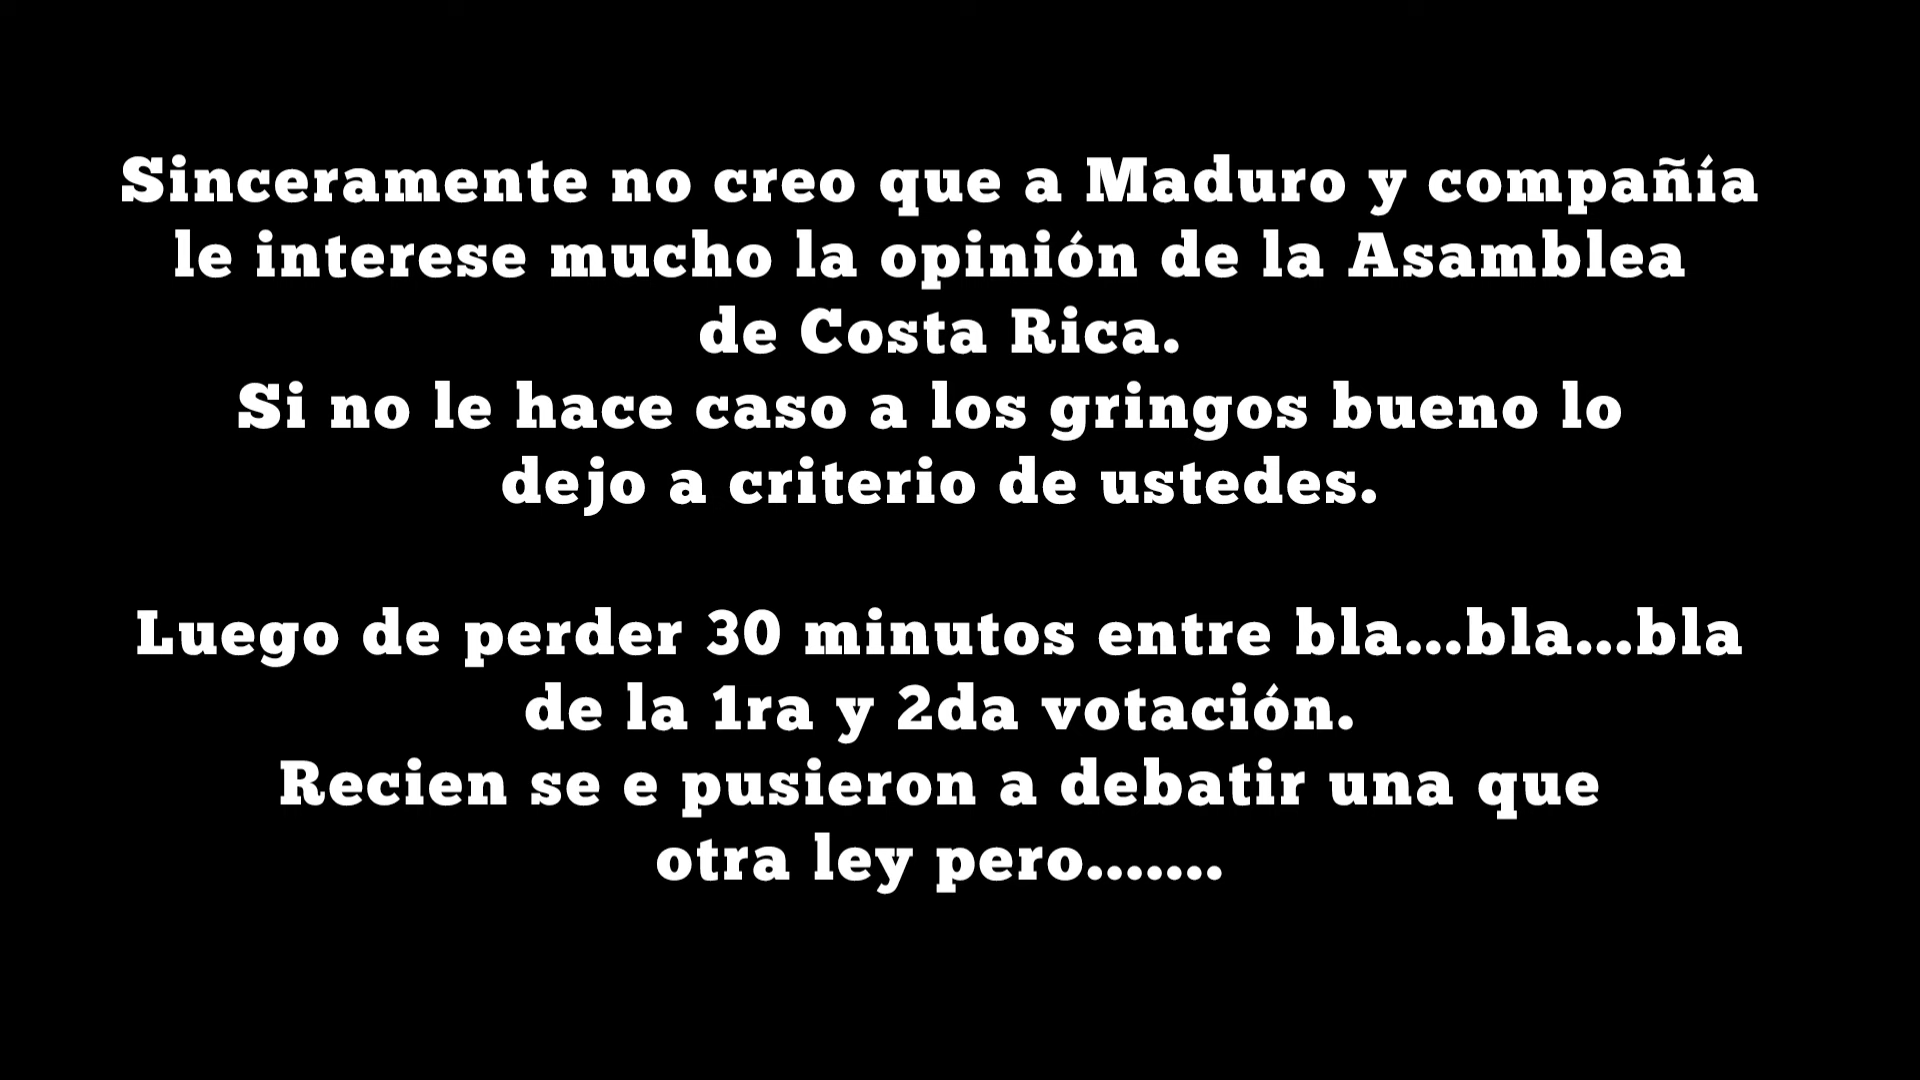 Sinceramente no creo que a Maduro y compañía
le interese mucho la opinión de la Asamblea
de Costa Rica.
Si no le hace caso a los gringos bueno lo
dejo a criterio de ustedes.
Luego de perder 30 minutos entre bla...bla...bla
de la 1ra y 2da votación.
Recien se e pusieron a debatir una que
otra ley pero.......